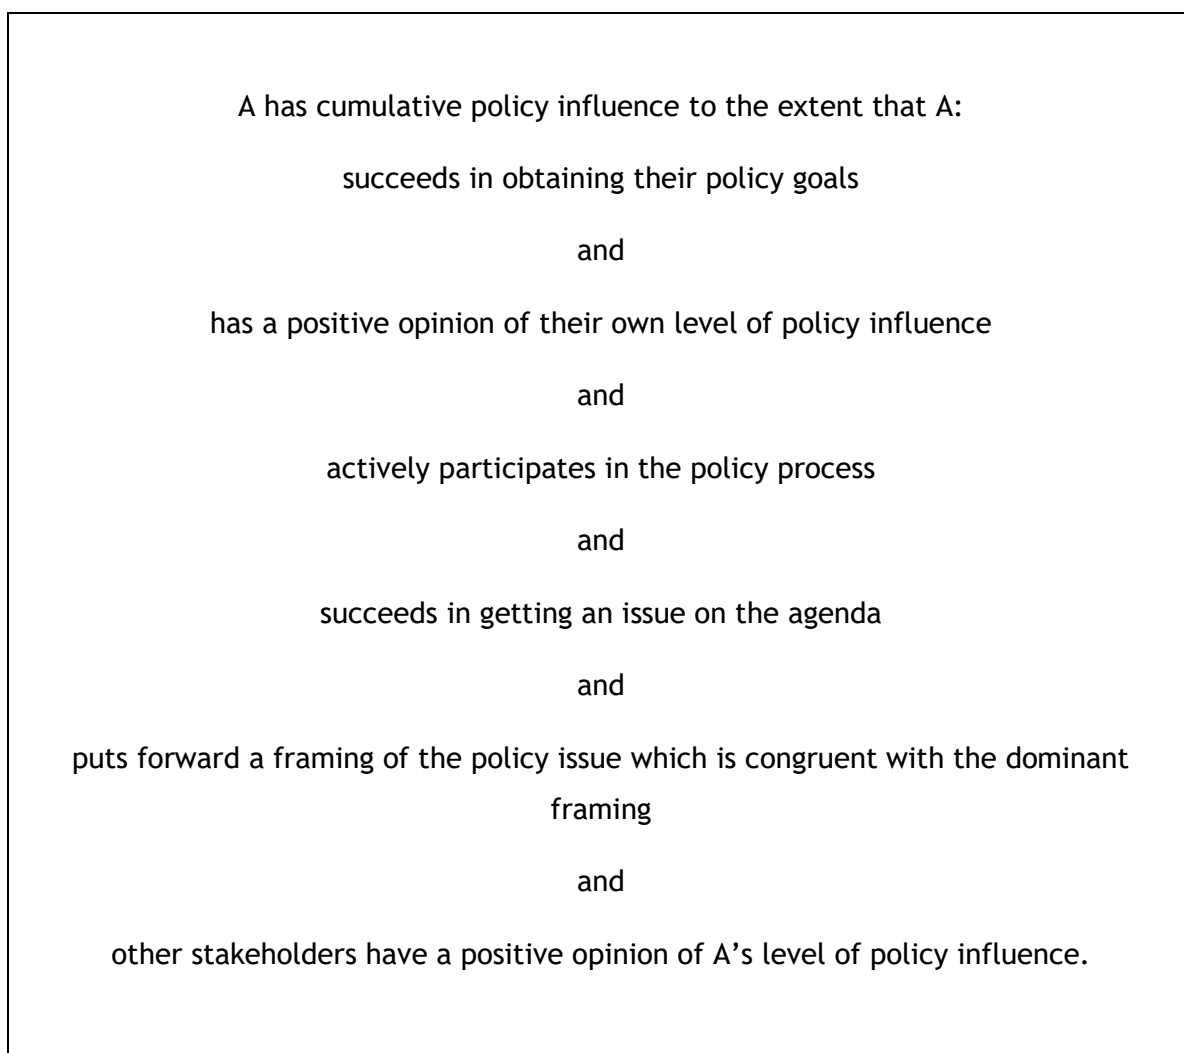 A has cumulative policy influence to the extent that A:
succeeds in obtaining their policy goals
and
has a positive opinion of their own level of policy influence
and
actively participates in the policy process
and
succeeds in getting an issue on the agenda
and
puts forward a framing of the policy issue which is congruent with the dominant
framing
and
other stakeholders have a positive opinion of A’s level of policy influence.